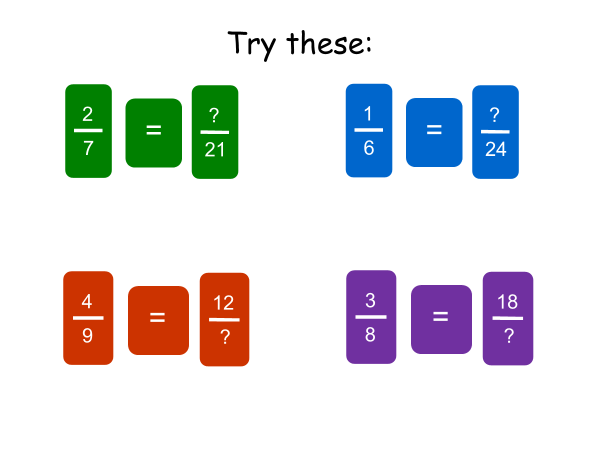 Try these:
2/7 = ?/21
1/6 = ?/24
4/9 = 12/?
3/8 = 18/?